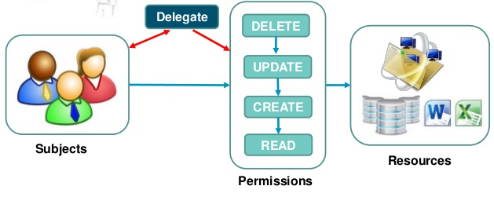 Delegate
DELETE
UPDATE
CREATE
READ
W
X
Subjects
Resources
Permissions